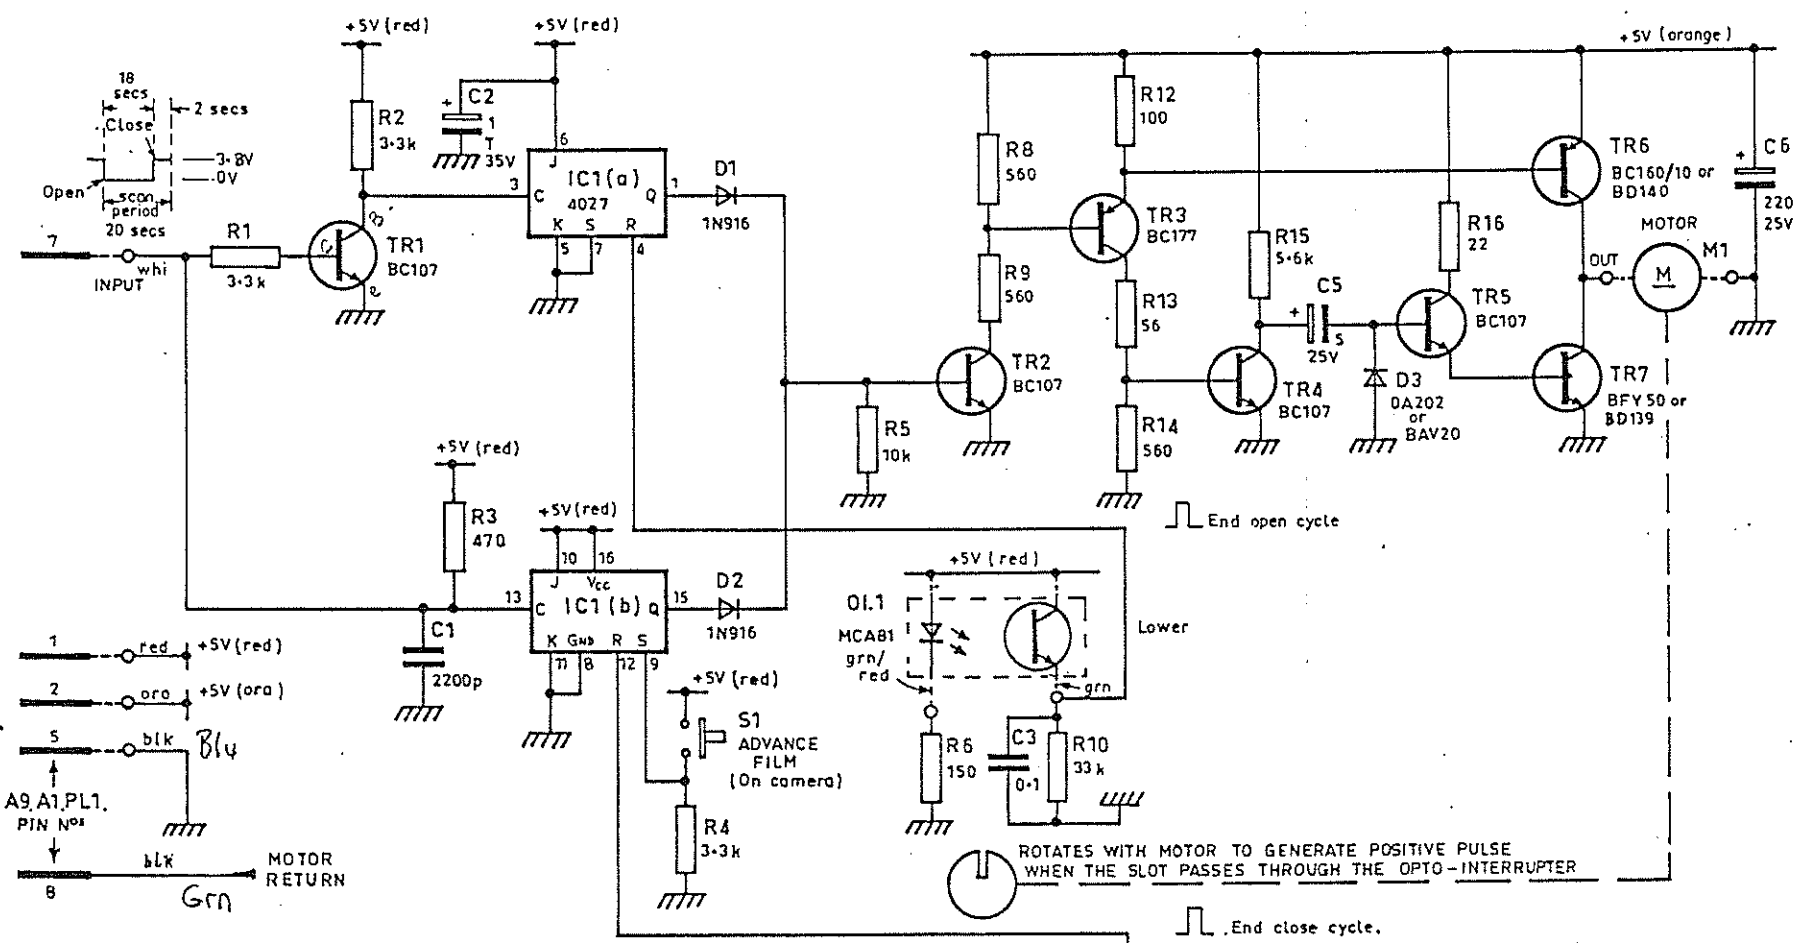 +5V (red)
+5V (red)
+5V (orange)
18
secs
2 secs
Close
3.8V
0V
Open
scan
period
20 secs
R2
3.3k
C2
+
1
T
35V
6
J
IC1(a)
4027
3
C
Q
1
K
S
R
5
7
4
D1
1N916
7
INPUT
whi
R1
3.3k
B
C
e
TR1
BC107
R8
560
R9
560
R12
100
TR3
BC177
R13
56
R14
560
TR2
BC107
R5
10k
R15
5.6k
TR4
BC107
C5
+
5
25V
D3
OA202
or
BAV20
R16
22
TR5
BC107
TR6
BC160/10 or
BD140
TR7
BFY50 or
BD139
MOTOR
OUT
M
M1
C6
+
220
25V
+5V (red)
R3
470
+5V (red)
10
16
J
Vcc
13
C
IC1(b)
Q
15
K
GND
R
S
11
8
12
9
D2
1N916
C1
2200p
1
red
+5V (red)
2
ora
+5V (ora)
5
blk
Blu
A9.A1.PL1.
PIN Nos
8
blk
Grn
MOTOR
RETURN
+5V (red)
S1
ADVANCE
FILM
(On camera)
R4
3.3k
End open cycle
+5V (red)
OI.1
MCA81
grn/
red
Lower
grn
R6
150
C3
0.1
R10
33k
ROTATES WITH MOTOR TO GENERATE POSITIVE PULSE
WHEN THE SLOT PASSES THROUGH THE OPTO-INTERRUPTER
End close cycle.